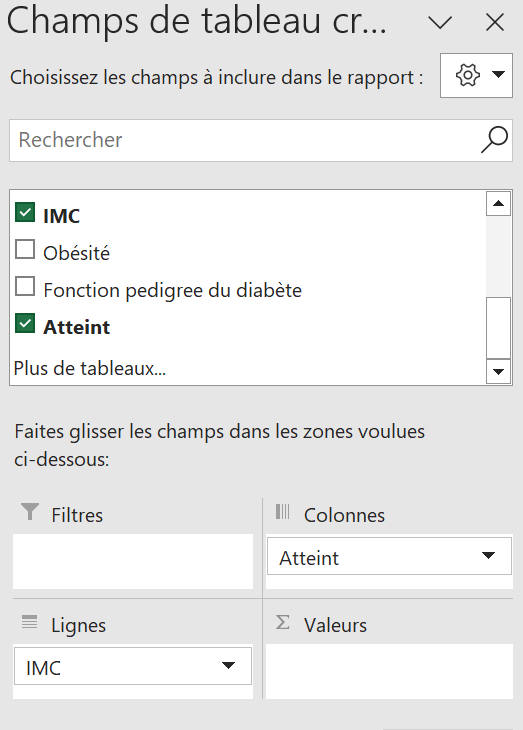 Champs de tableau cr...
Choisissez les champs à inclure dans le rapport :
Rechercher
IMC
Obésité
Fonction pedigree du diabète
Atteint
Plus de tableaux...
Faites glisser les champs dans les zones voulues
ci-dessous:
Filtres
Colonnes
Atteint
Lignes
Σ Valeurs
IMC